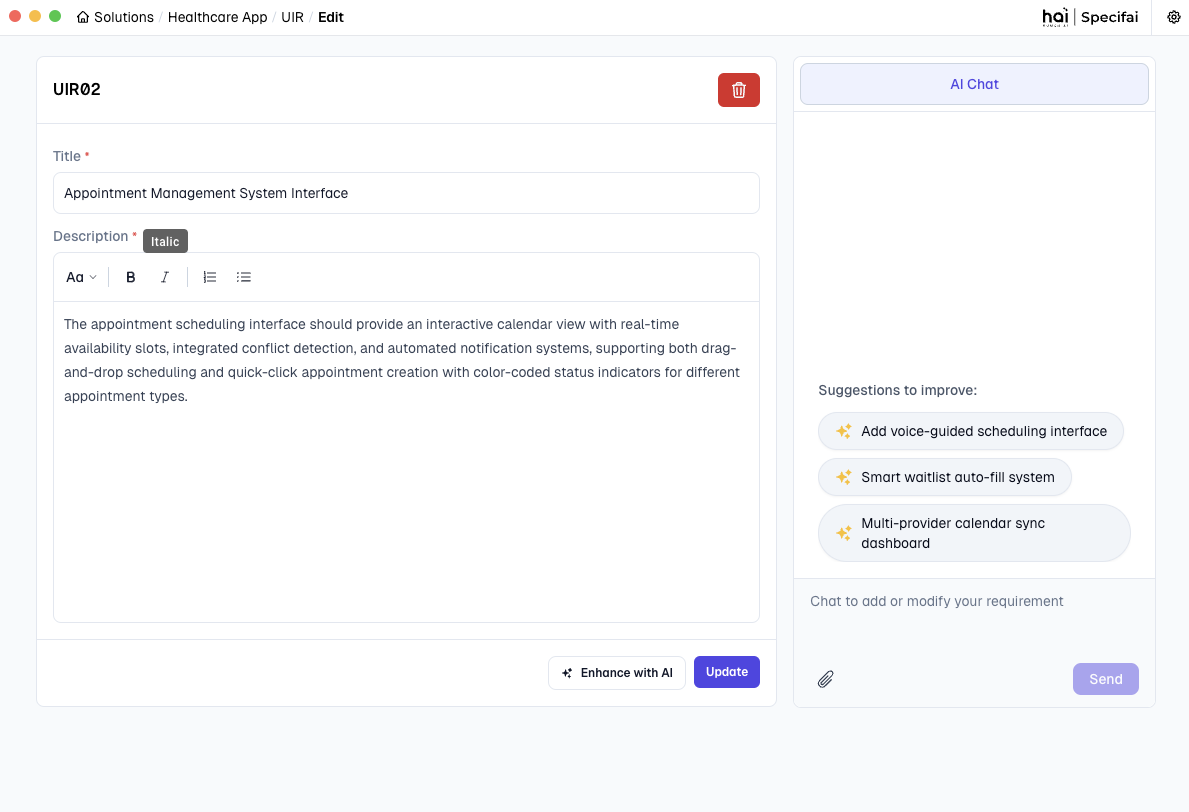 Solutions / Healthcare App / UIR / Edit
hai | Specifai
UIR02
Title *
Appointment Management System Interface
Description *
Italic
Aa B I
The appointment scheduling interface should provide an interactive calendar view with real-time
availability slots, integrated conflict detection, and automated notification systems, supporting both drag-
and-drop scheduling and quick-click appointment creation with color-coded status indicators for different
appointment types.
Enhance with AI
Update
AI Chat
Suggestions to improve:
Add voice-guided scheduling interface
Smart waitlist auto-fill system
Multi-provider calendar sync
dashboard
Chat to add or modify your requirement
Send